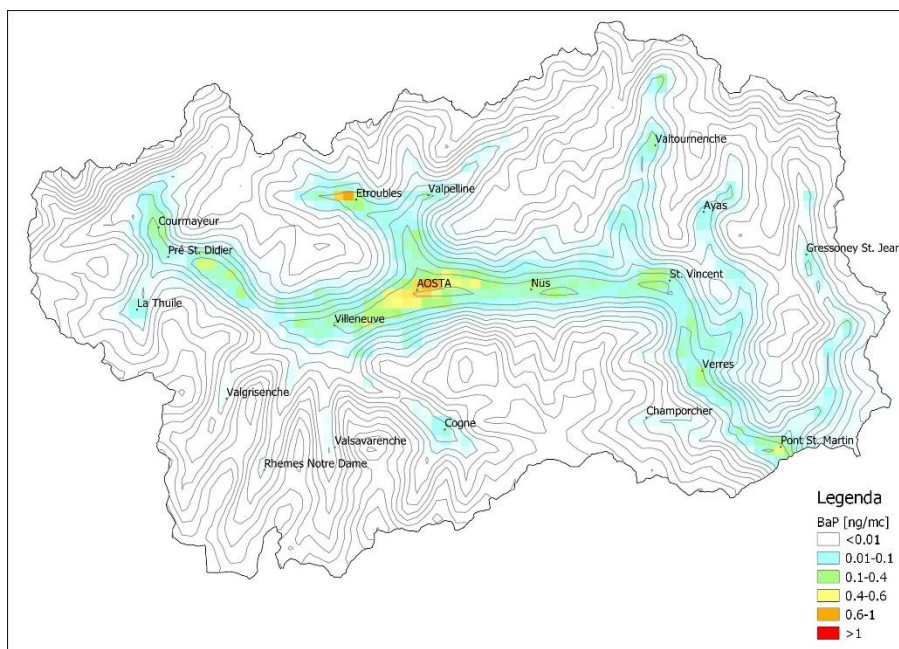 Valtournenche
Etroubles
Valpelline
Ayas
Courmayeur
Pré St. Didier
Gressoney St. Jean
AOSTA
Nus
St. Vincent
La Thuile
Villeneuve
Verres
Valgrisenche
Champorcher
Cogne
Valsavarenche
Pont St. Martin
Rhemes Notre Dame
Legenda
BaP [ng/mc]
<0.01
0.01-0.1
0.1-0.4
0.4-0.6
0.6-1
>1